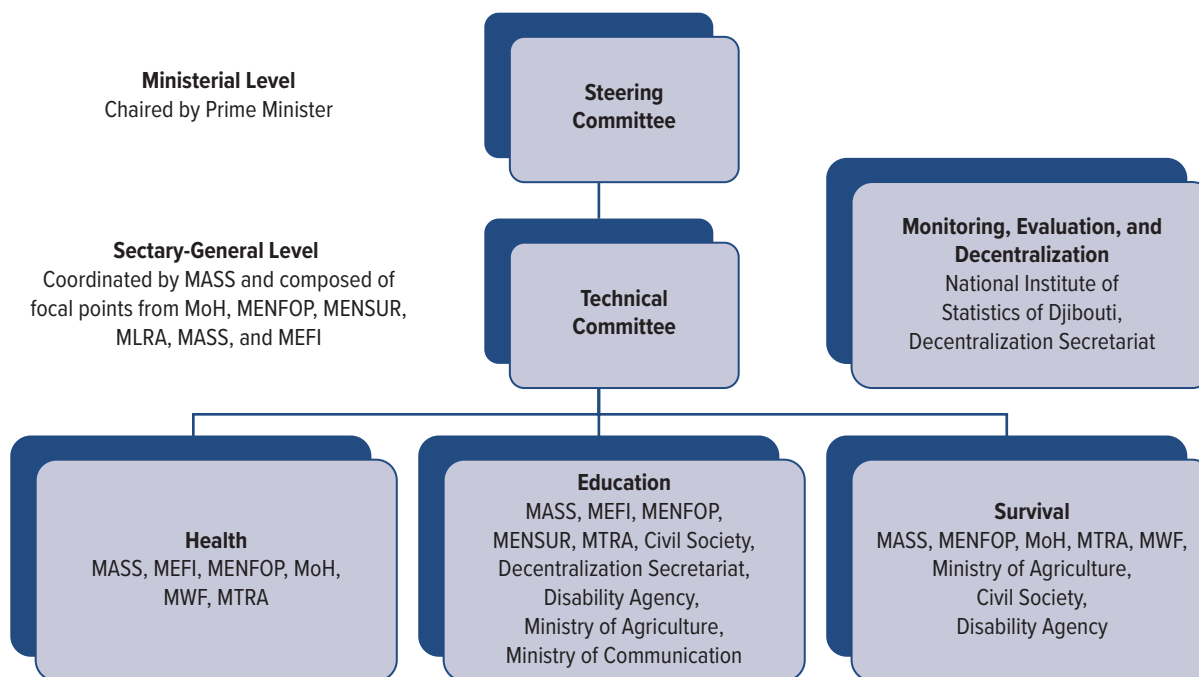 Ministerial Level
Chaired by Prime Minister
Steering
Committee
Sectary-General Level
Coordinated by MASS and composed of
focal points from MoH, MENFOP, MENSUR,
MLRA, MASS, and MEFI
Technical
Committee
Monitoring, Evaluation, and
Decentralization
National Institute of
Statistics of Djibouti,
Decentralization Secretariat
Health
MASS, MEFI, MENFOP, MoH,
MWF, MTRA
Education
MASS, MEFI, MENFOP,
MENSUR, MTRA, Civil Society,
Decentralization Secretariat,
Disability Agency,
Ministry of Agriculture,
Ministry of Communication
Survival
MASS, MENFOP, MoH, MTRA, MWF,
Ministry of Agriculture,
Civil Society,
Disability Agency